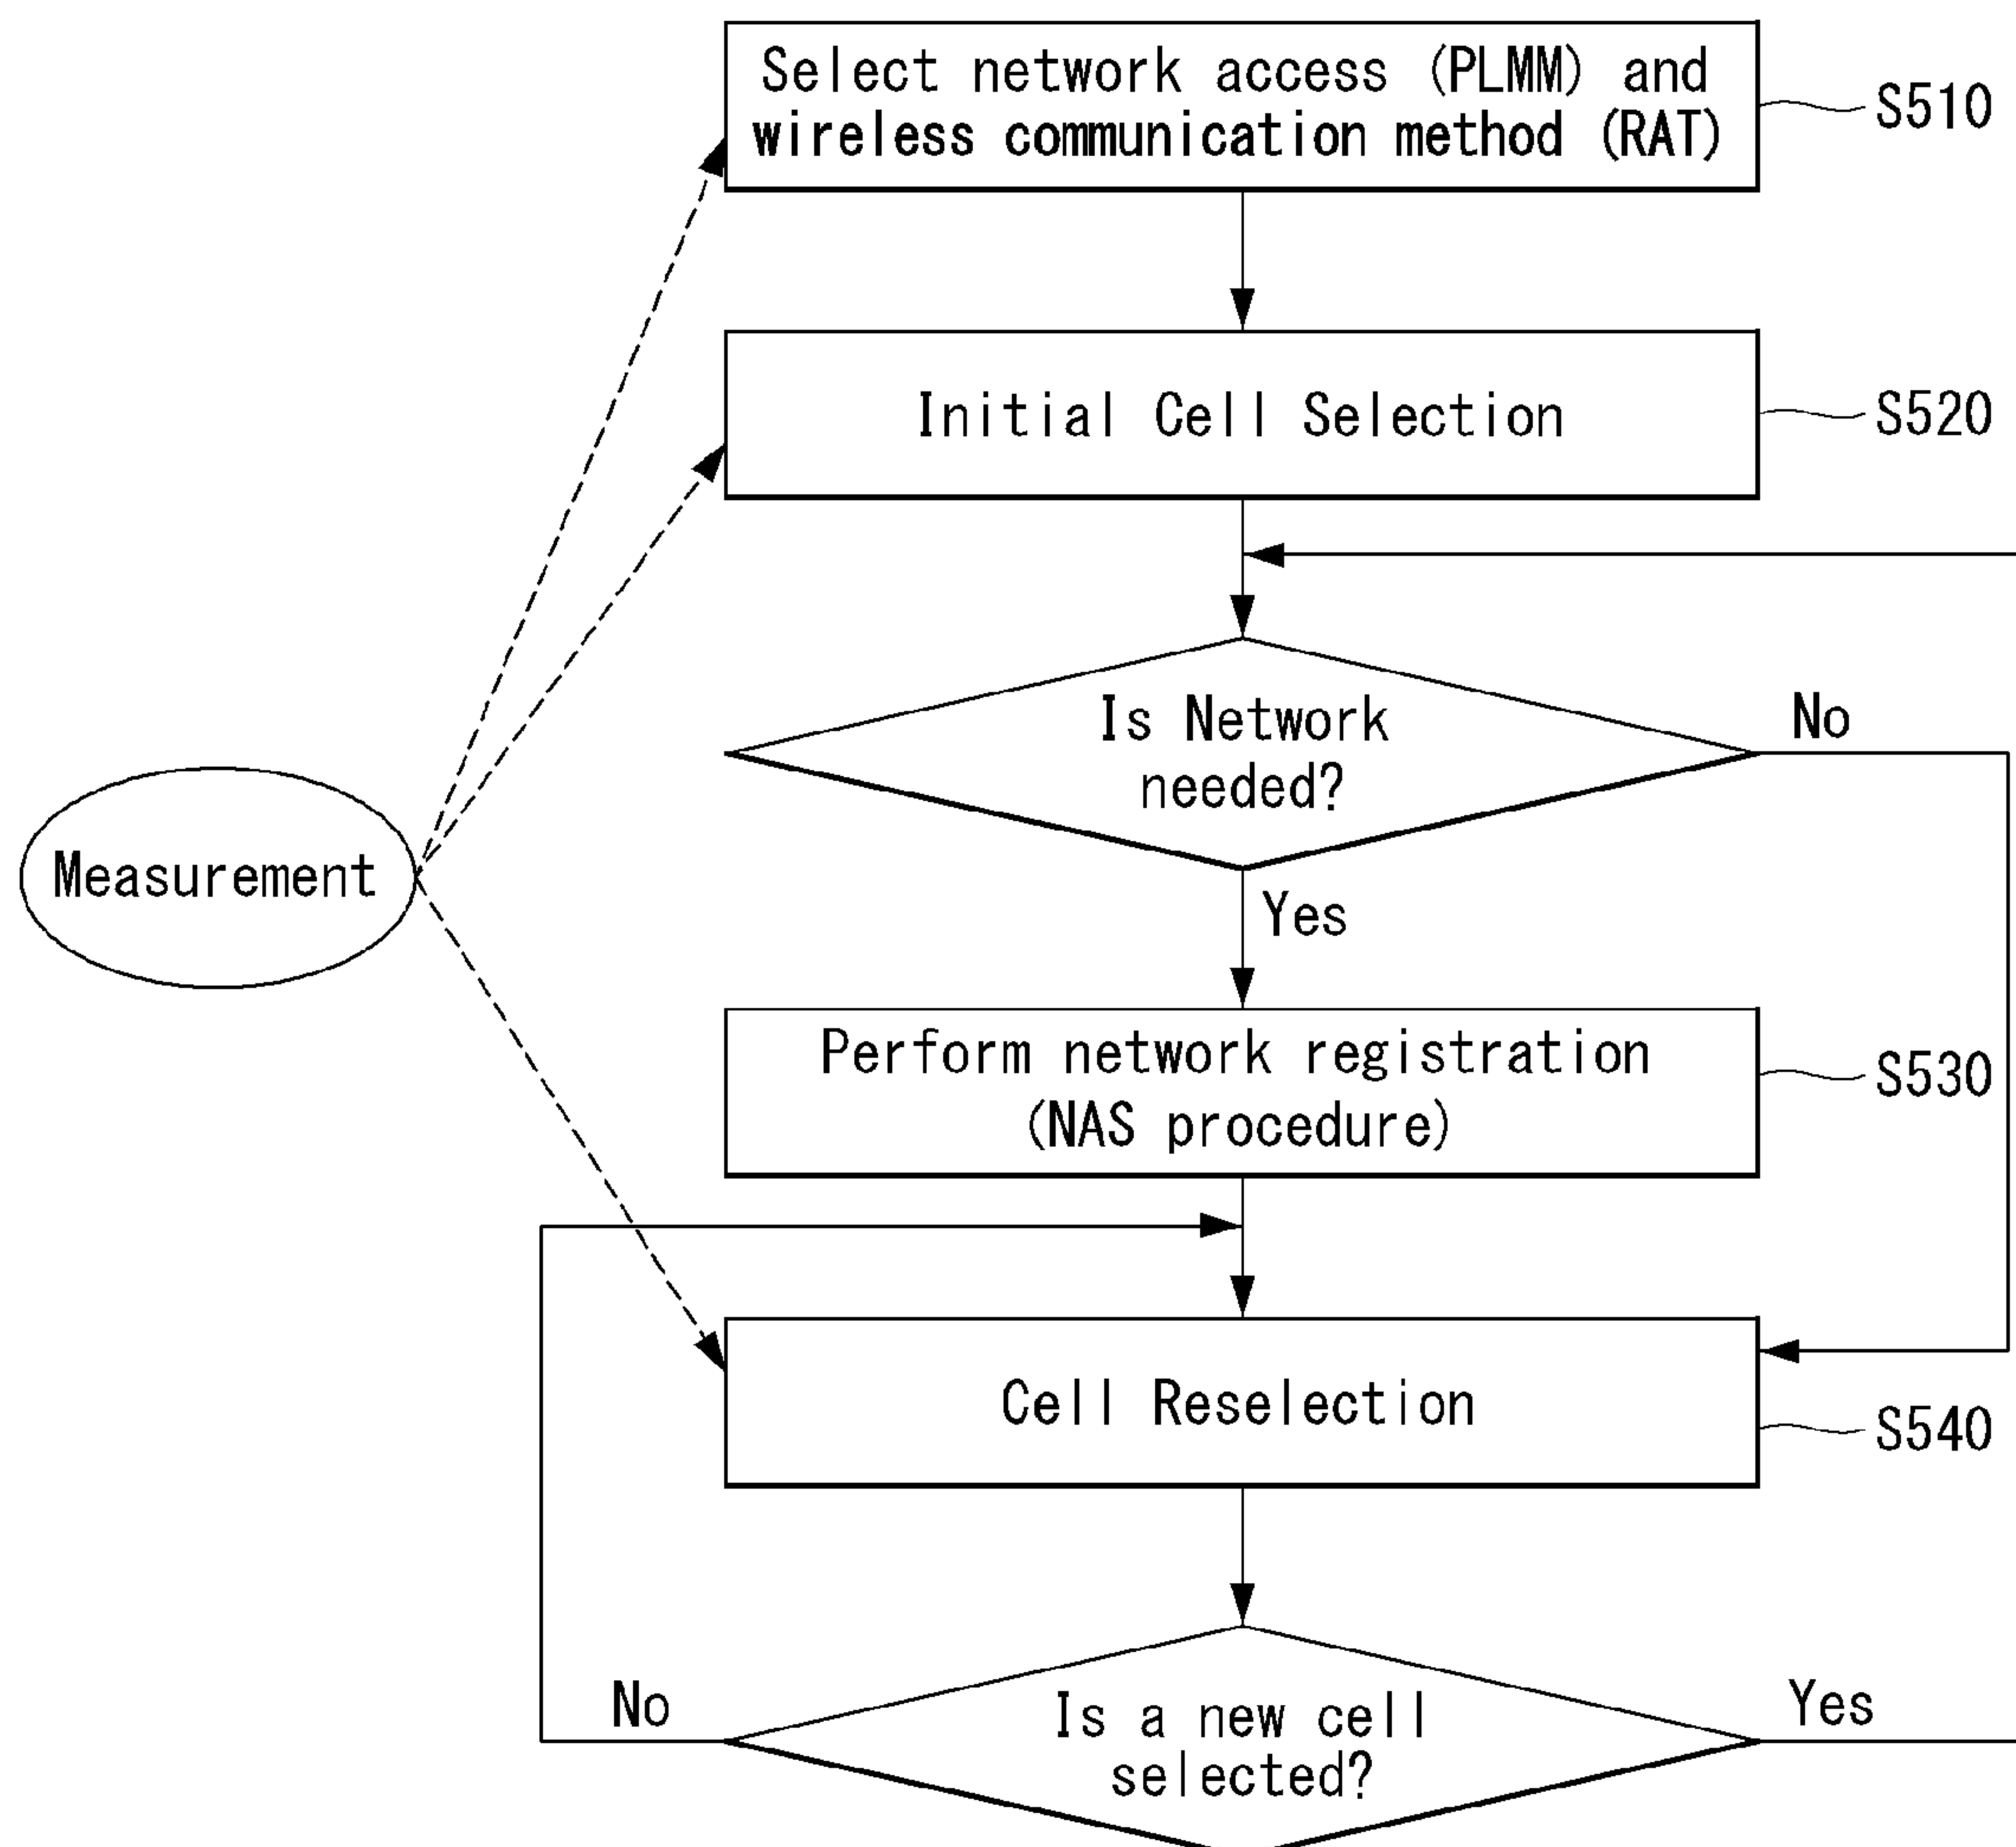 Select network access (PLMM) and
wireless communication method (RAT)
S510
Initial Cell Selection
S520
Is Network
needed?
No
Measurement
Yes
Perform network registration
(NAS procedure)
S530
Cell Reselection
S540
No
Is a new cell
selected?
Yes